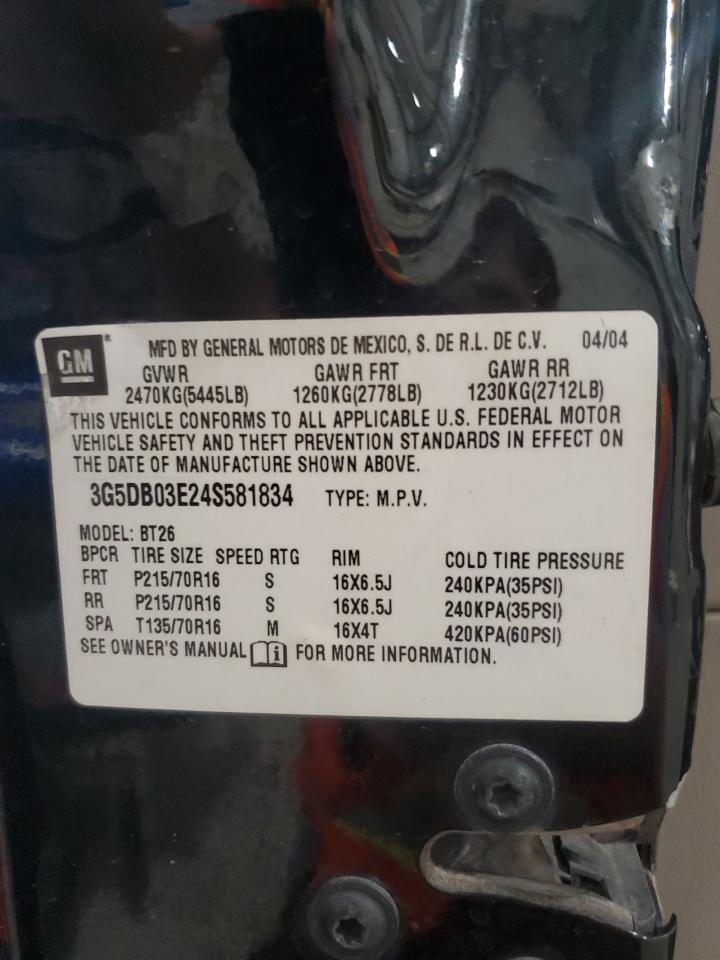 GM ® MFD BY GENERAL MOTORS DE MEXICO, S. DE R.L. DE C.V. 04/04
GVWR GAWR FRT GAWR RR
2470KG(5445LB) 1260KG(2778LB) 1230KG(2712LB)
THIS VEHICLE CONFORMS TO ALL APPLICABLE U.S. FEDERAL MOTOR
VEHICLE SAFETY AND THEFT PREVENTION STANDARDS IN EFFECT ON
THE DATE OF MANUFACTURE SHOWN ABOVE.
3G5DB03E24S581834 TYPE: M.P.V.
MODEL: BT26
BPCR TIRE SIZE SPEED RTG RIM COLD TIRE PRESSURE
FRT P215/70R16 S 16X6.5J 240KPA(35PSI)
RR P215/70R16 S 16X6.5J 240KPA(35PSI)
SPA T135/70R16 M 16X4T 420KPA(60PSI)
SEE OWNER'S MANUAL i FOR MORE INFORMATION.